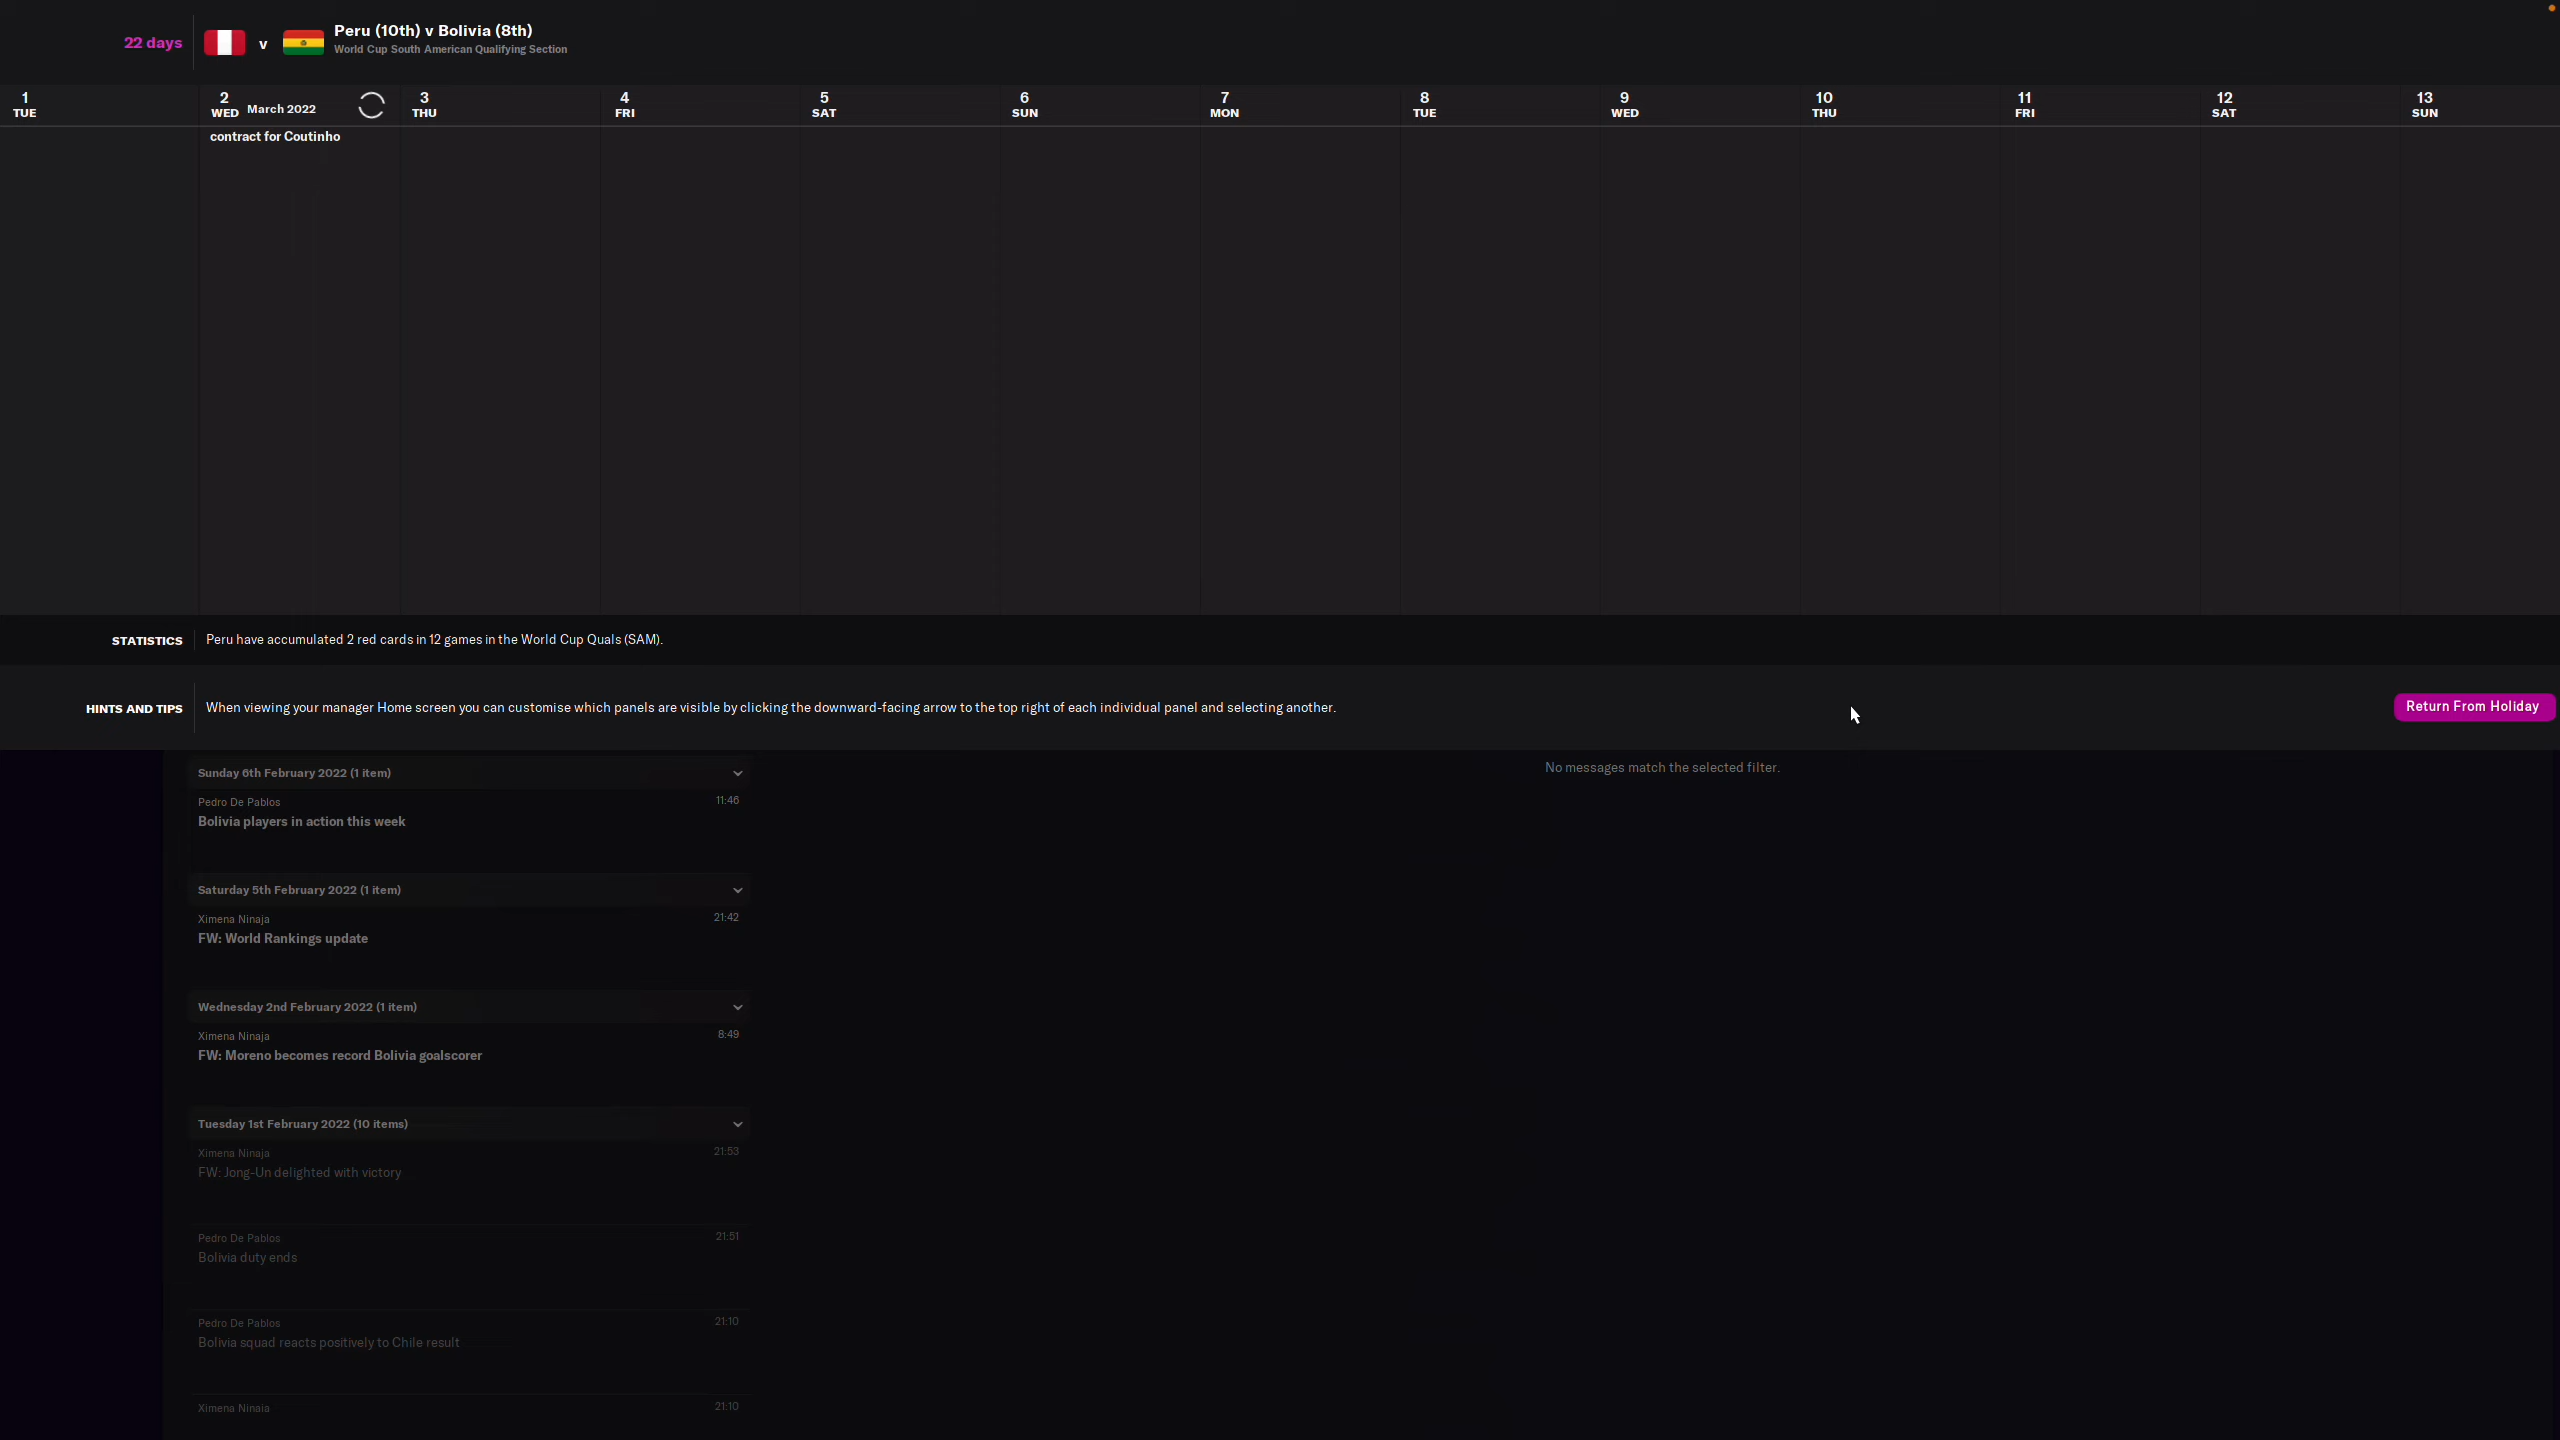 22 days
v
Peru (10th) v Bolivia (8th)
World Cup South American Qualifying Section
1 TUE
2 WED March 2022
3 THU
4 FRI
5 SAT
6 SUN
7 MON
8 TUE
9 WED
10 THU
11 FRI
12 SAT
13 SUN
contract for Coutinho
STATISTICS Peru have accumulated 2 red cards in 12 games in the World Cup Quals (SAM).
HINTS AND TIPS When viewing your manager Home screen you can customise which panels are visible by clicking the downward-facing arrow to the top right of each individual panel and selecting another.
Return From Holiday
No messages match the selected filter.
Sunday 6th February 2022 (1 item)
Pedro De Pablos 11:46
Bolivia players in action this week
Saturday 5th February 2022 (1 item)
Ximena Ninaja 21:42
FW: World Rankings update
Wednesday 2nd February 2022 (1 item)
Ximena Ninaja 8:49
FW: Moreno becomes record Bolivia goalscorer
Tuesday 1st February 2022 (10 items)
Ximena Ninaja 21:53
FW: Jong-Un delighted with victory
Pedro De Pablos 21:51
Bolivia duty ends
Pedro De Pablos 21:10
Bolivia squad reacts positively to Chile result
Ximena Ninaja 21:10